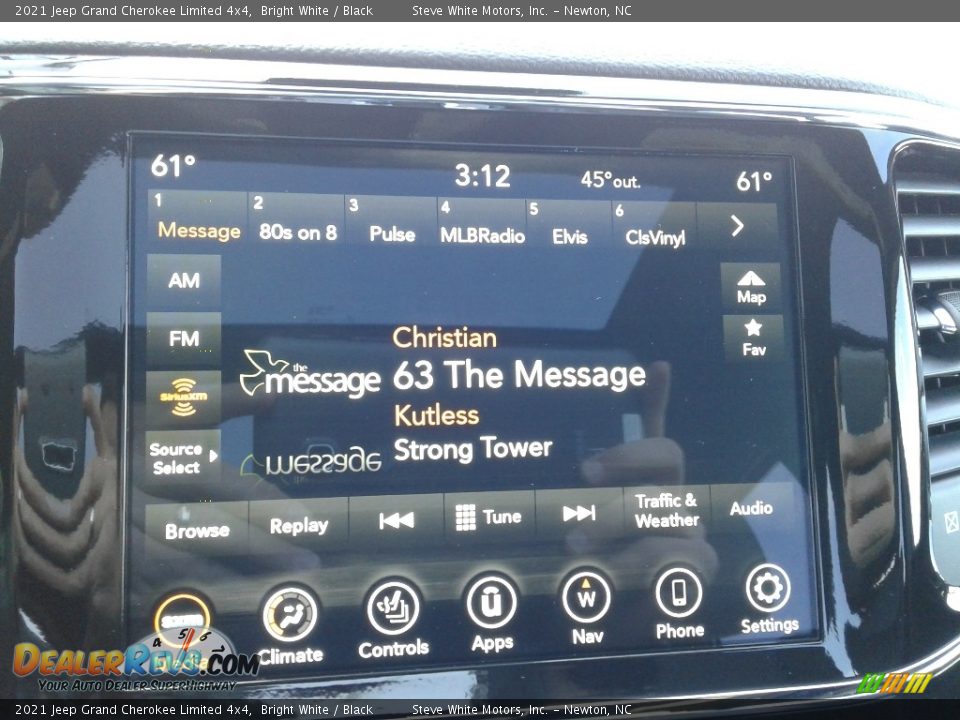 2021 Jeep Grand Cherokee Limited 4x4, Bright White / Black Steve White Motors, Inc. – Newton, NC
61° 3:12 45° out. 61°
1 2 3 4 5 6
Message 80s on 8 Pulse MLBRadio Elvis ClsVinyl
AM
Map
FM
Fav
Christian
the message 63 The Message
SiriusXM
Kutless
Source Select
message Strong Tower
Browse Replay Tune Traffic & Weather Audio
W
Media Climate Controls Apps Nav Phone Settings
4 5 6
DealerRevs.com
Your Auto Dealer SuperHighway
2021 Jeep Grand Cherokee Limited 4x4, Bright White / Black Steve White Motors, Inc. – Newton, NC